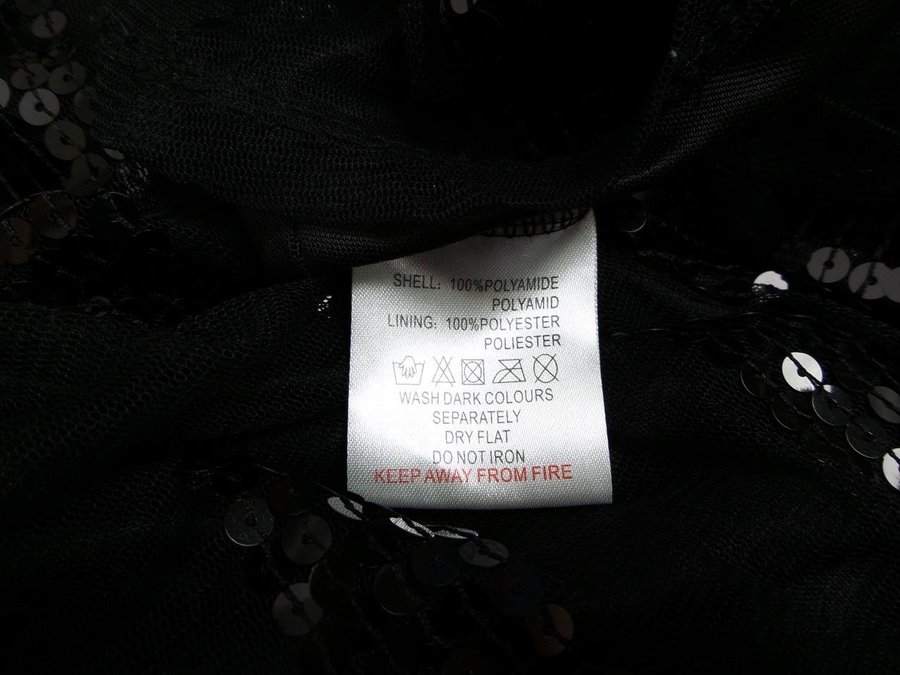 SHELL: 100%POLYAMIDE
POLYAMID
LINING: 100%POLYESTER
POLIESTER
WASH DARK COLOURS
SEPARATELY
DRY FLAT
DO NOT IRON
KEEP AWAY FROM FIRE